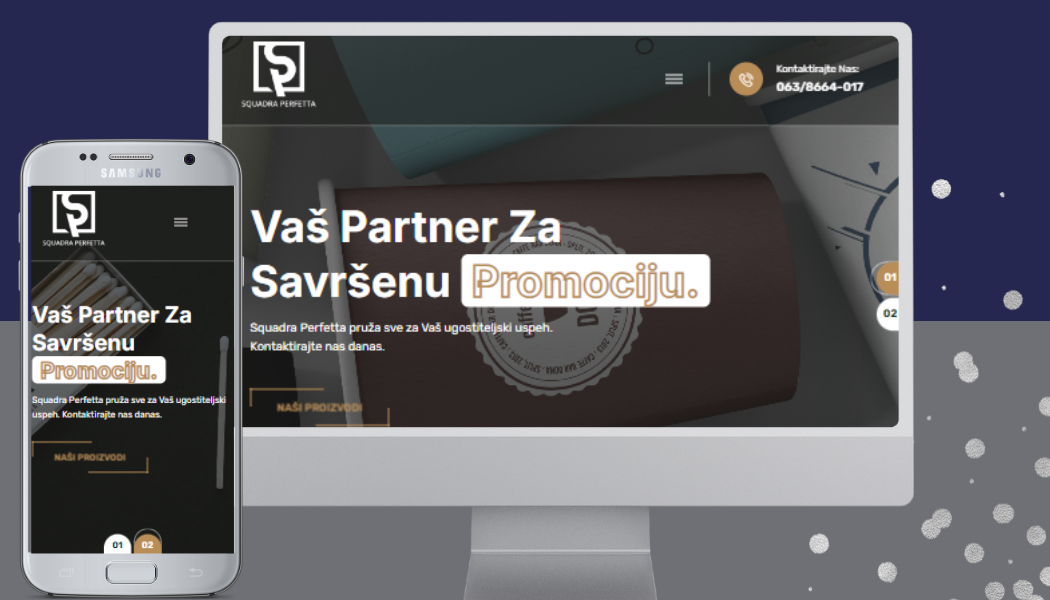 SQUADRA PERFETTA
Kontaktirajte Nas:
063/8664-017
Vaš Partner Za
Savršenu Promociju.
Squadra Perfetta pruža sve za Vaš ugostiteljski uspeh.
Kontaktirajte nas danas.
NAŠI PROIZVODI
01
02
SAMSUNG
SQUADRA PERFETTA
Vaš Partner Za
Savršenu
Promociju.
Squadra Perfetta pruža sve za Vaš ugostiteljski
uspeh. Kontaktirajte nas danas.
NAŠI PROIZVODI
01 02